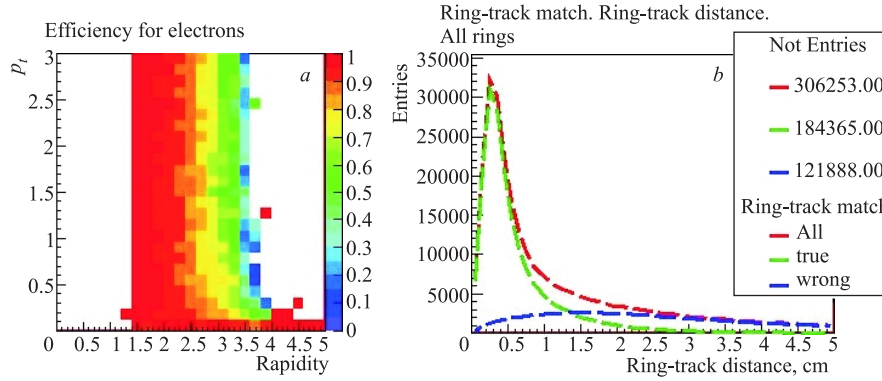 Efficiency for electrons
p_t
a
3
2.5
2
1.5
1
0.5
0 0.5 1 1.5 2 2.5 3 3.5 4 4.5 5
Rapidity
1
0.9
0.8
0.7
0.6
0.5
0.4
0.3
0.2
0.1
0
Ring-track match. Ring-track distance.
All rings
b
Entries
35000
30000
25000
20000
15000
10000
5000
0 0.5 1 1.5 2 2.5 3 3.5 4 4.5 5
Ring-track distance, cm
Not Entries
306253.00
184365.00
121888.00
Ring-track match
All
true
wrong